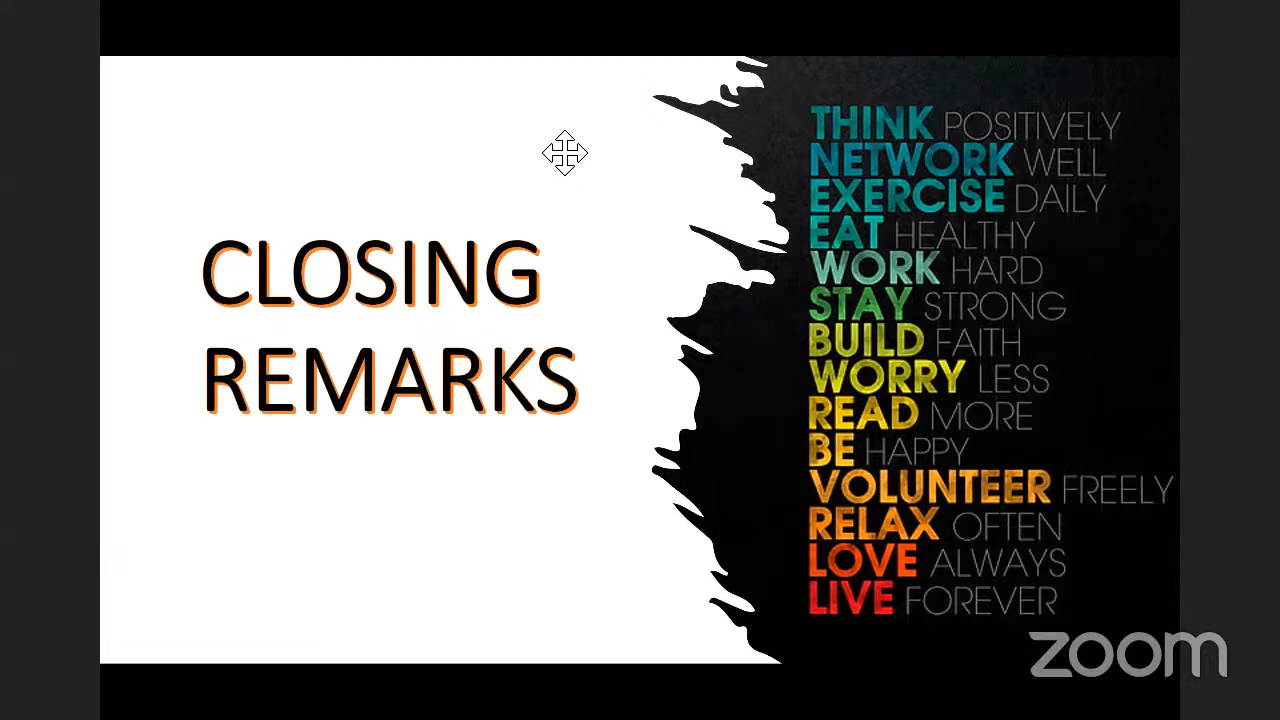 CLOSING
REMARKS
THINK POSITIVELY
NETWORK WELL
EXERCISE DAILY
EAT HEALTHY
WORK HARD
STAY STRONG
BUILD FAITH
WORRY LESS
READ MORE
BE HAPPY
VOLUNTEER FREELY
RELAX OFTEN
LOVE ALWAYS
LIVE FOREVER
zoom